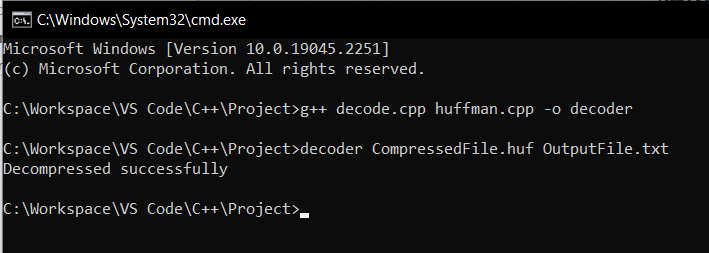 C:\Windows\System32\cmd.exe
Microsoft Windows [Version 10.0.19045.2251]
(c) Microsoft Corporation. All rights reserved.
C:\Workspace\VS Code\C++\Project>g++ decode.cpp huffman.cpp -o decoder
C:\Workspace\VS Code\C++\Project>decoder CompressedFile.huf OutputFile.txt
Decompressed successfully
C:\Workspace\VS Code\C++\Project>